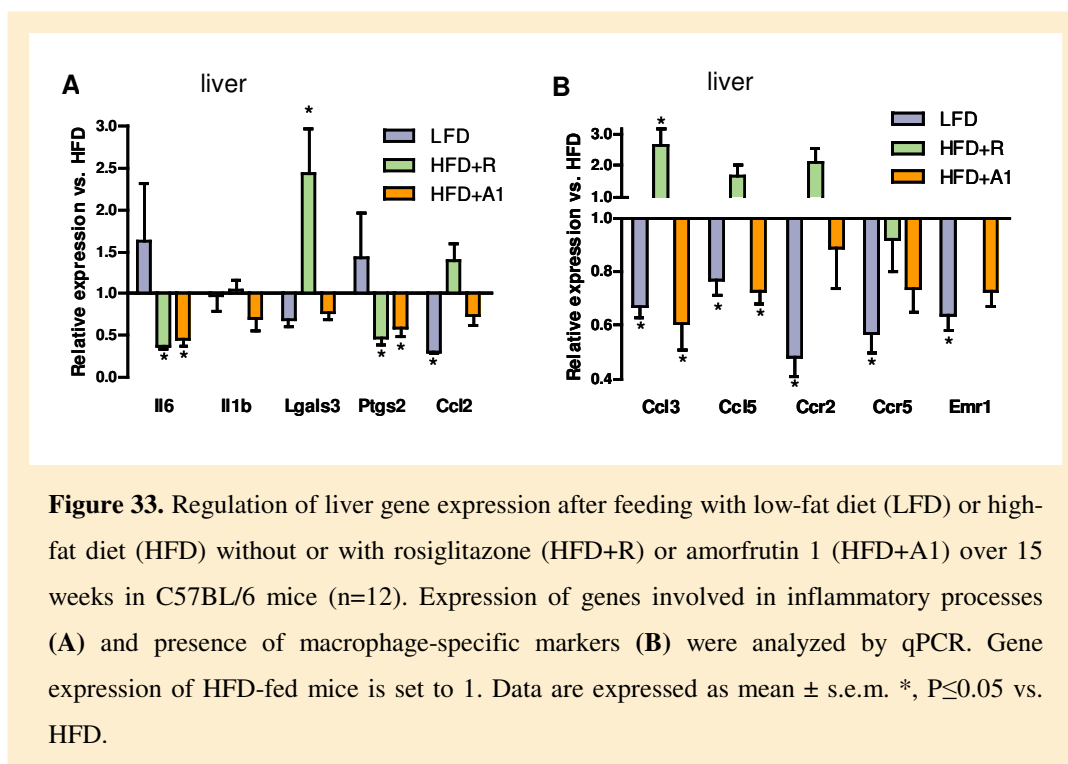 A
liver
Relative expression vs. HFD
3.0
2.5
2.0
1.5
1.0
0.5
0.0
*
* *
* *
*
LFD
HFD+R
HFD+A1
Il6 Il1b Lgals3 Ptgs2 Ccl2
B
liver
Relative expression vs. HFD
3.0
2.0
1.0
1.0
0.8
0.6
0.4
*
* *
* *
*
*
*
LFD
HFD+R
HFD+A1
Ccl3 Ccl5 Ccr2 Ccr5 Emr1
Figure 33. Regulation of liver gene expression after feeding with low-fat diet (LFD) or high-
fat diet (HFD) without or with rosiglitazone (HFD+R) or amorfrutin 1 (HFD+A1) over 15
weeks in C57BL/6 mice (n=12). Expression of genes involved in inflammatory processes
(A) and presence of macrophage-specific markers (B) were analyzed by qPCR. Gene
expression of HFD-fed mice is set to 1. Data are expressed as mean ± s.e.m. *, P≤0.05 vs.
HFD.